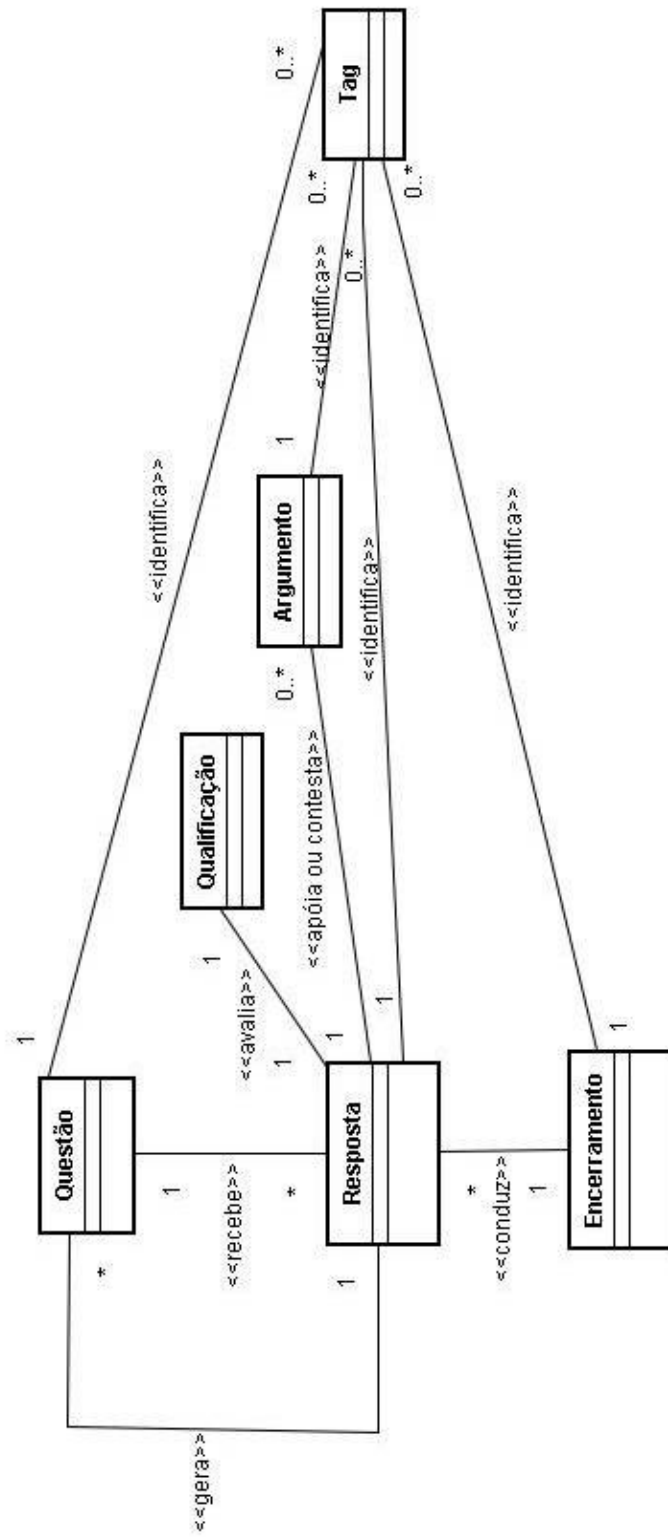 1
Questão
*
<<identifica>>
1
<<gera>>
<<recebe>>
Qualificação
1
<<avalia>>
0..*
1
*
Argumento
1
0..*
<<apóia ou contesta>>
<<identifica>>
0..*
1
1
Resposta
Tag
0..*
<<identifica>>
1
0..*
*
<<conduz>>
<<identifica>>
1
Encerramento
1